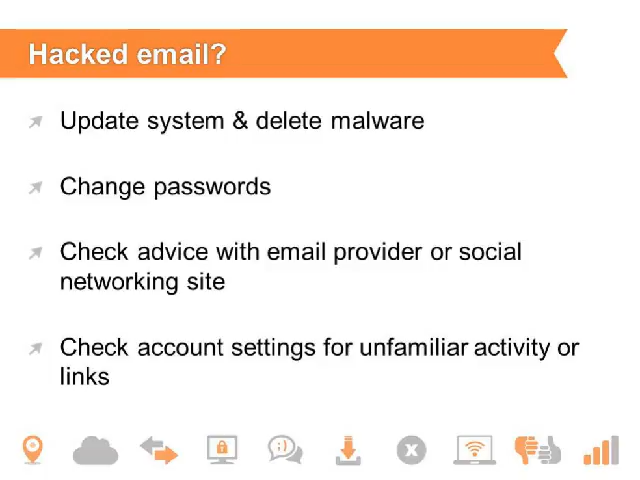 Hacked email?
Update system & delete malware
Change passwords
Check advice with email provider or social
networking site
Check account settings for unfamiliar activity or
links